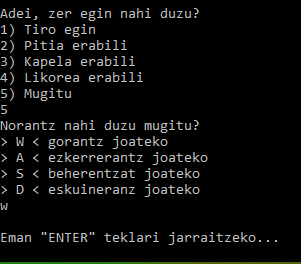 Adei, zer egin nahi duzu?
1) Tiro egin
2) Pitia erabili
3) Kapela erabili
4) Likorea erabili
5) Mugitu
5
Norantz nahi duzu mugitu?
> W < gorantz joateko
> A < ezkerrerantz joateko
> S < beherentzat joateko
> D < eskuineranz joateko
w
Eman "ENTER" teklari jarraitzeko...